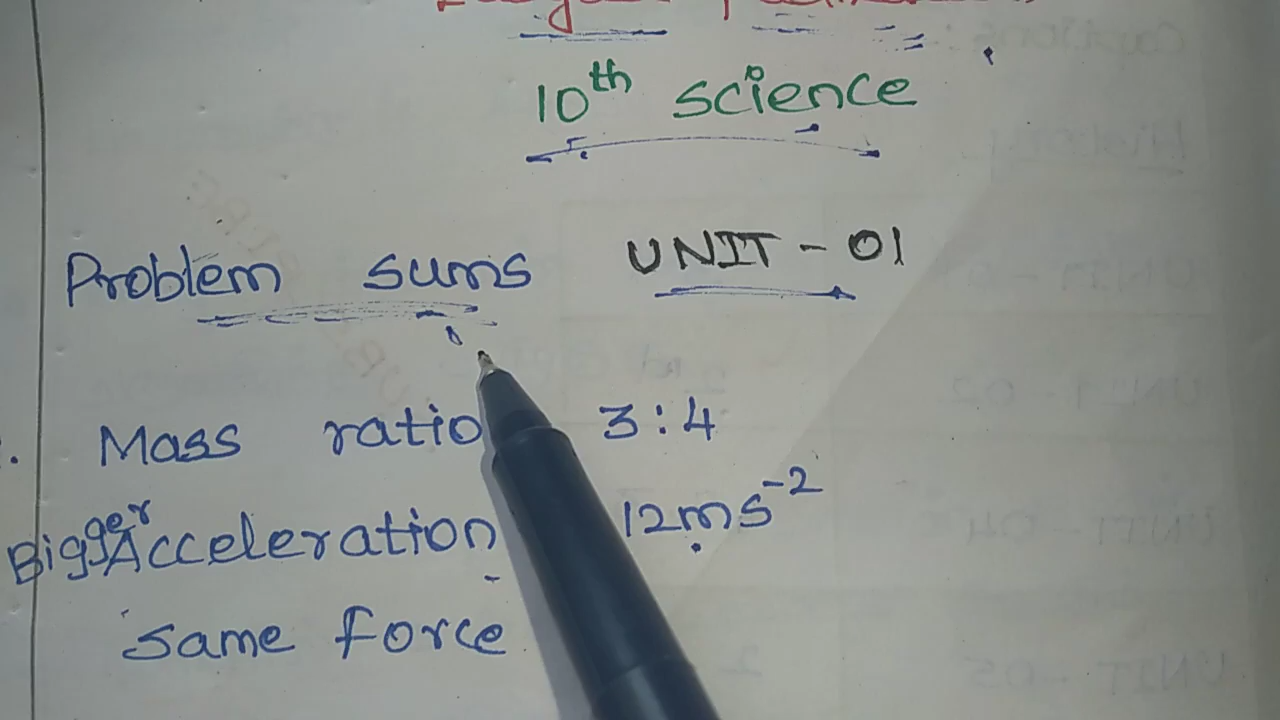 10th science
Problem sums UNIT - 01
Mass ratio 3:4
Bigger Acceleration 12ms-2
same force